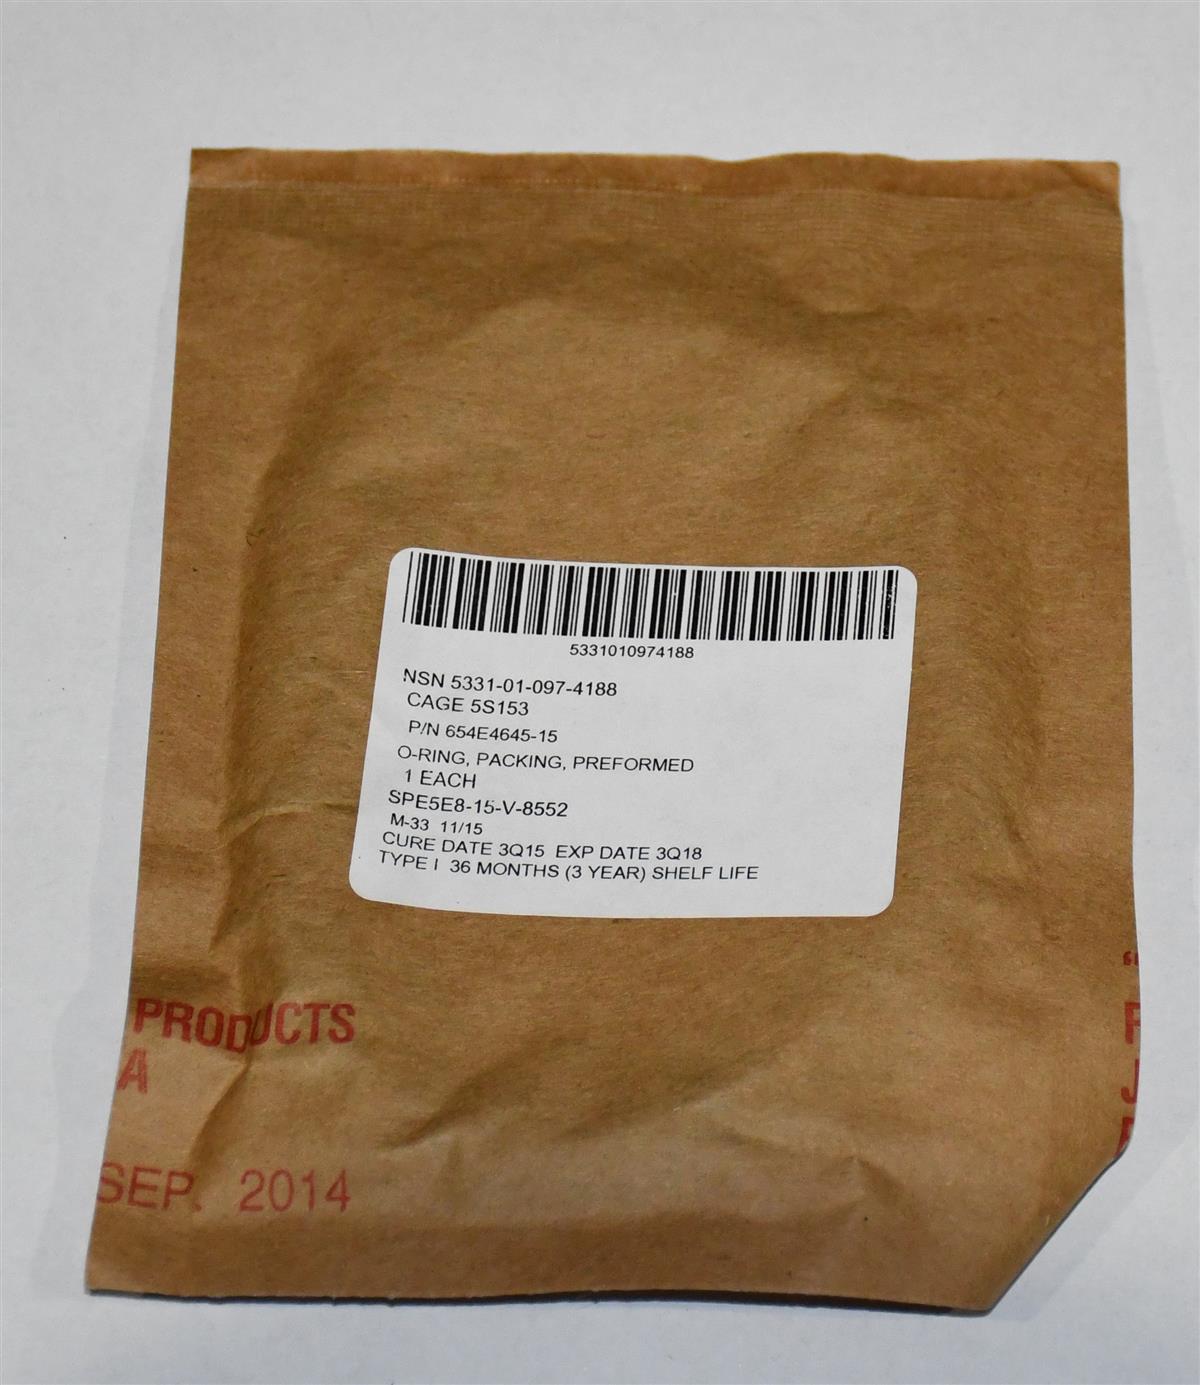 5331010974188
NSN 5331-01-097-4188
CAGE 5S153
P/N 654E4645-15
O-RING, PACKING, PREFORMED
1 EACH
SPE5E8-15-V-8552
M-33 11/15
CURE DATE 3Q15 EXP DATE 3Q18
TYPE I 36 MONTHS (3 YEAR) SHELF LIFE
PRODUCTS
A
SEP. 2014